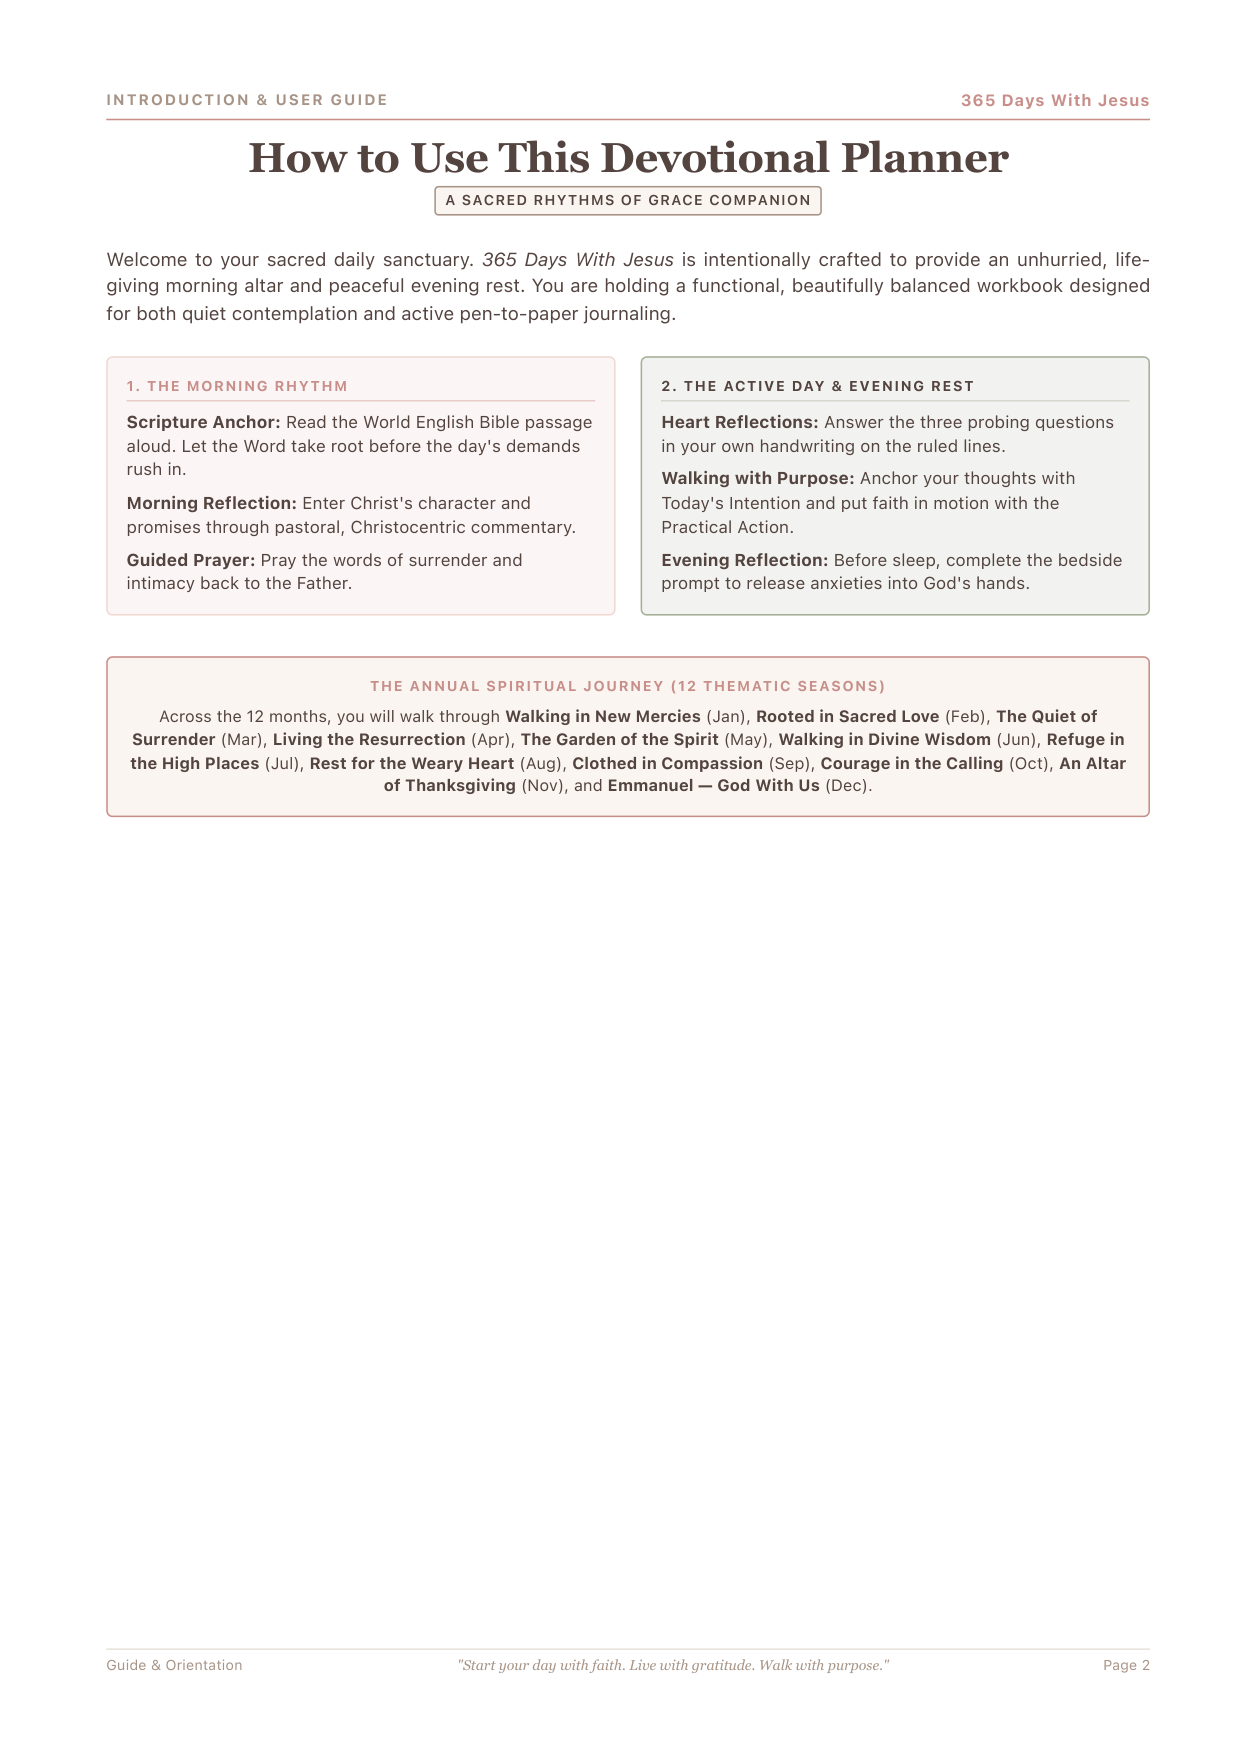 INTRODUCTION & USER GUIDE
365 Days With Jesus
How to Use This Devotional Planner
A SACRED RHYTHMS OF GRACE COMPANION
Welcome to your sacred daily sanctuary. 365 Days With Jesus is intentionally crafted to provide an unhurried, life-
giving morning altar and peaceful evening rest. You are holding a functional, beautifully balanced workbook designed
for both quiet contemplation and active pen-to-paper journaling.
1. THE MORNING RHYTHM
Scripture Anchor: Read the World English Bible passage
aloud. Let the Word take root before the day's demands
rush in.
Morning Reflection: Enter Christ's character and
promises through pastoral, Christocentric commentary.
Guided Prayer: Pray the words of surrender and
intimacy back to the Father.
2. THE ACTIVE DAY & EVENING REST
Heart Reflections: Answer the three probing questions
in your own handwriting on the ruled lines.
Walking with Purpose: Anchor your thoughts with
Today's Intention and put faith in motion with the
Practical Action.
Evening Reflection: Before sleep, complete the bedside
prompt to release anxieties into God's hands.
THE ANNUAL SPIRITUAL JOURNEY (12 THEMATIC SEASONS)
Across the 12 months, you will walk through Walking in New Mercies (Jan), Rooted in Sacred Love (Feb), The Quiet of
Surrender (Mar), Living the Resurrection (Apr), The Garden of the Spirit (May), Walking in Divine Wisdom (Jun), Refuge in
the High Places (Jul), Rest for the Weary Heart (Aug), Clothed in Compassion (Sep), Courage in the Calling (Oct), An Altar
of Thanksgiving (Nov), and Emmanuel — God With Us (Dec).
Guide & Orientation
"Start your day with faith. Live with gratitude. Walk with purpose."
Page 2